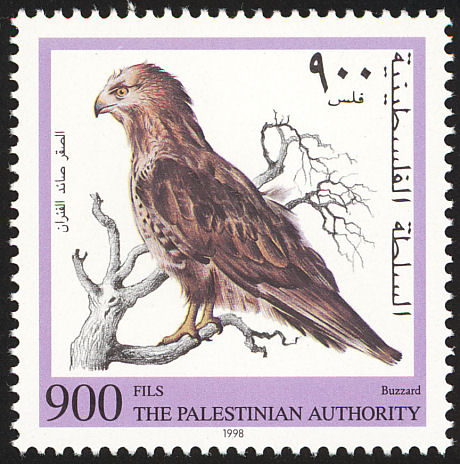 ٩٠٠
فلس
السلطة الفلسطينية
الصقر صائد الفئران
900 FILS
Buzzard
THE PALESTINIAN AUTHORITY
1998